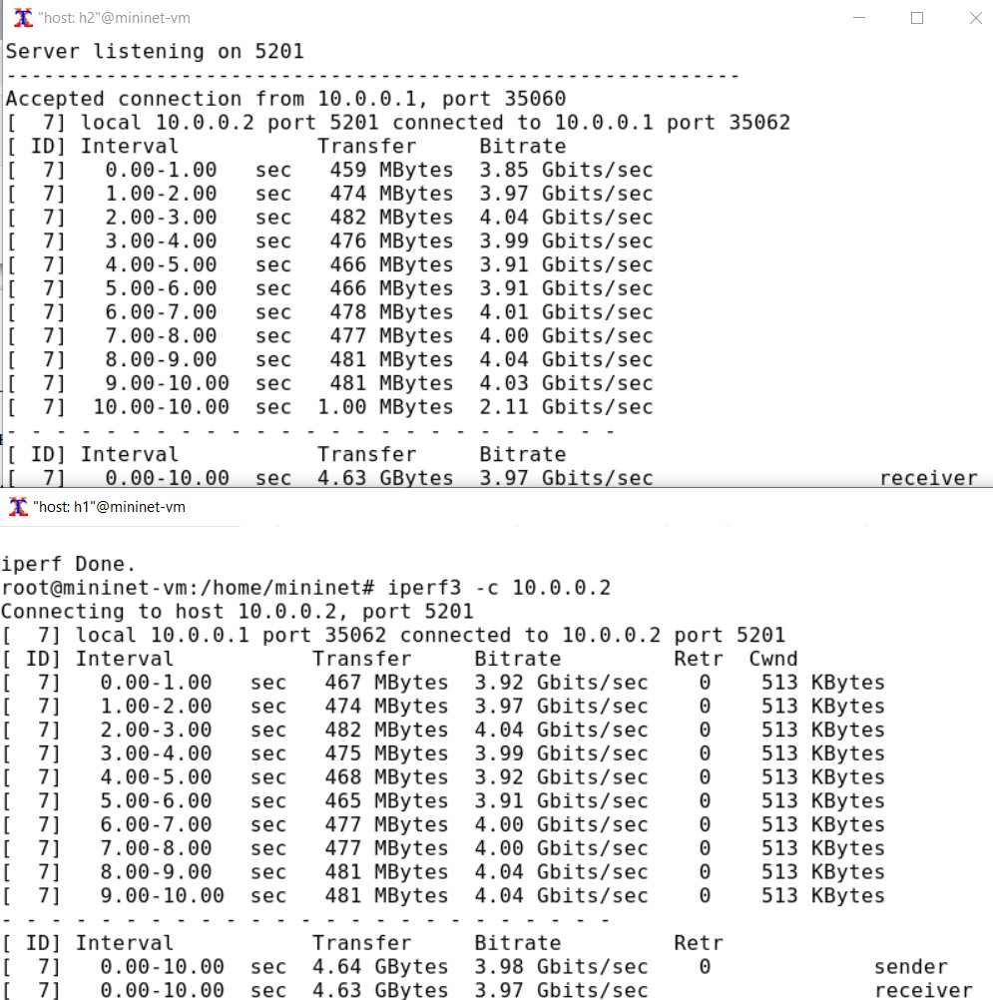 "host: h2"@mininet-vm
Server listening on 5201
-----------------------------------------------------------
Accepted connection from 10.0.0.1, port 35060
[  7] local 10.0.0.2 port 5201 connected to 10.0.0.1 port 35062
[ ID] Interval           Transfer     Bitrate
[  7]   0.00-1.00   sec   459 MBytes  3.85 Gbits/sec
[  7]   1.00-2.00   sec   474 MBytes  3.97 Gbits/sec
[  7]   2.00-3.00   sec   482 MBytes  4.04 Gbits/sec
[  7]   3.00-4.00   sec   476 MBytes  3.99 Gbits/sec
[  7]   4.00-5.00   sec   466 MBytes  3.91 Gbits/sec
[  7]   5.00-6.00   sec   466 MBytes  3.91 Gbits/sec
[  7]   6.00-7.00   sec   478 MBytes  4.01 Gbits/sec
[  7]   7.00-8.00   sec   477 MBytes  4.00 Gbits/sec
[  7]   8.00-9.00   sec   481 MBytes  4.04 Gbits/sec
[  7]   9.00-10.00  sec   481 MBytes  4.03 Gbits/sec
[  7]  10.00-10.00  sec  1.00 MBytes  2.11 Gbits/sec
- - - - - - - - - - - - - - - - - - - - - - - - -
[ ID] Interval           Transfer     Bitrate
[  7]   0.00-10.00  sec  4.63 GBytes  3.97 Gbits/sec                  receiver
"host: h1"@mininet-vm
iperf Done.
root@mininet-vm:/home/mininet# iperf3 -c 10.0.0.2
Connecting to host 10.0.0.2, port 5201
[  7] local 10.0.0.1 port 35062 connected to 10.0.0.2 port 5201
[ ID] Interval           Transfer     Bitrate         Retr  Cwnd
[  7]   0.00-1.00   sec   467 MBytes  3.92 Gbits/sec    0    513 KBytes
[  7]   1.00-2.00   sec   474 MBytes  3.97 Gbits/sec    0    513 KBytes
[  7]   2.00-3.00   sec   482 MBytes  4.04 Gbits/sec    0    513 KBytes
[  7]   3.00-4.00   sec   475 MBytes  3.99 Gbits/sec    0    513 KBytes
[  7]   4.00-5.00   sec   468 MBytes  3.92 Gbits/sec    0    513 KBytes
[  7]   5.00-6.00   sec   465 MBytes  3.91 Gbits/sec    0    513 KBytes
[  7]   6.00-7.00   sec   477 MBytes  4.00 Gbits/sec    0    513 KBytes
[  7]   7.00-8.00   sec   477 MBytes  4.00 Gbits/sec    0    513 KBytes
[  7]   8.00-9.00   sec   481 MBytes  4.04 Gbits/sec    0    513 KBytes
[  7]   9.00-10.00  sec   481 MBytes  4.04 Gbits/sec    0    513 KBytes
- - - - - - - - - - - - - - - - - - - - - - - - -
[ ID] Interval           Transfer     Bitrate         Retr
[  7]   0.00-10.00  sec  4.64 GBytes  3.98 Gbits/sec    0             sender
[  7]   0.00-10.00  sec  4.63 GBytes  3.97 Gbits/sec                  receiver